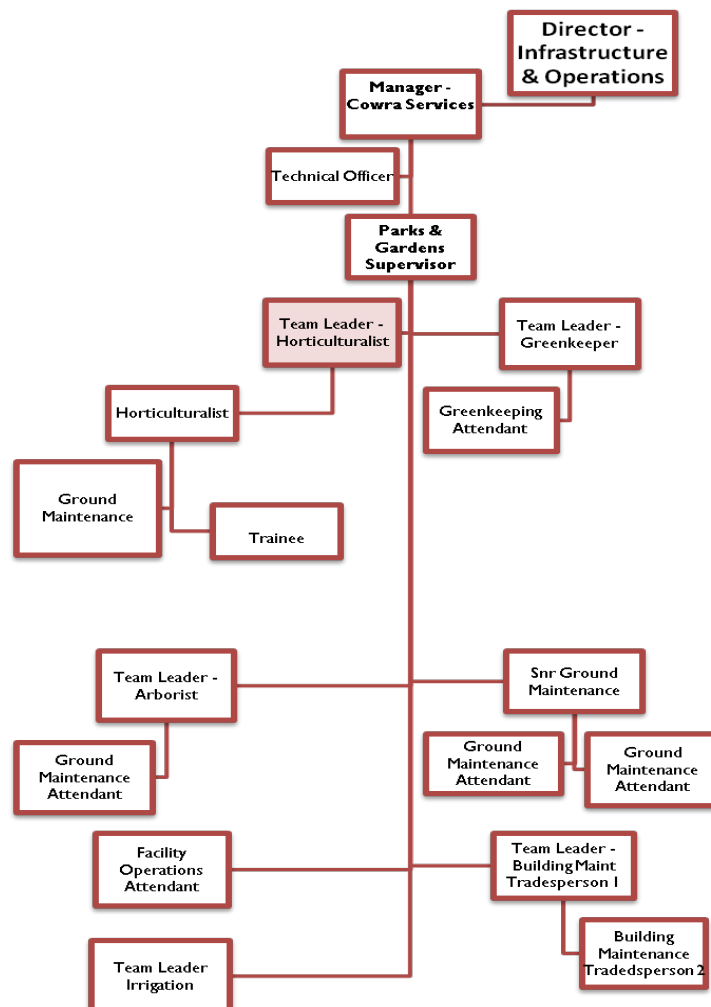 Director -
Infrastructure
& Operations
Manager -
Cowra Services
Technical Officer
Parks &
Gardens
Supervisor
Team Leader -
Horticulturalist
Team Leader -
Greenkeeper
Horticulturalist
Greenkeeping
Attendant
Ground
Maintenance
Trainee
Team Leader -
Arborist
Snr Ground
Maintenance
Ground
Maintenance
Attendant
Ground
Maintenance
Attendant
Ground
Maintenance
Attendant
Facility
Operations
Attendant
Team Leader -
Building Maint
Tradesperson 1
Building
Maintenance
Tradedsperson 2
Team Leader
Irrigation